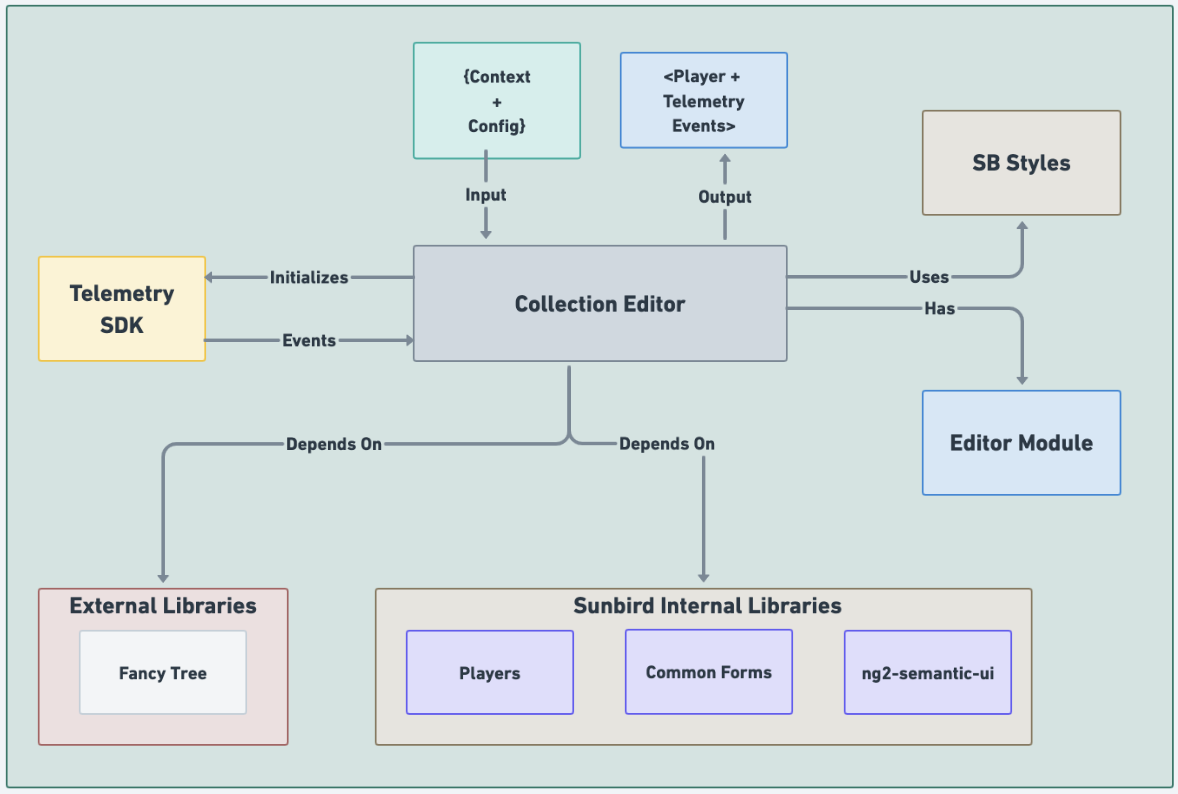 {Context
+
Config}
<Player +
Telemetry
Events>
SB Styles
Input
Output
Telemetry
SDK
Initializes
Events
Collection Editor
Uses
Has
Depends On
Depends On
Editor Module
External Libraries
Fancy Tree
Sunbird Internal Libraries
Players
Common Forms
ng2-semantic-ui